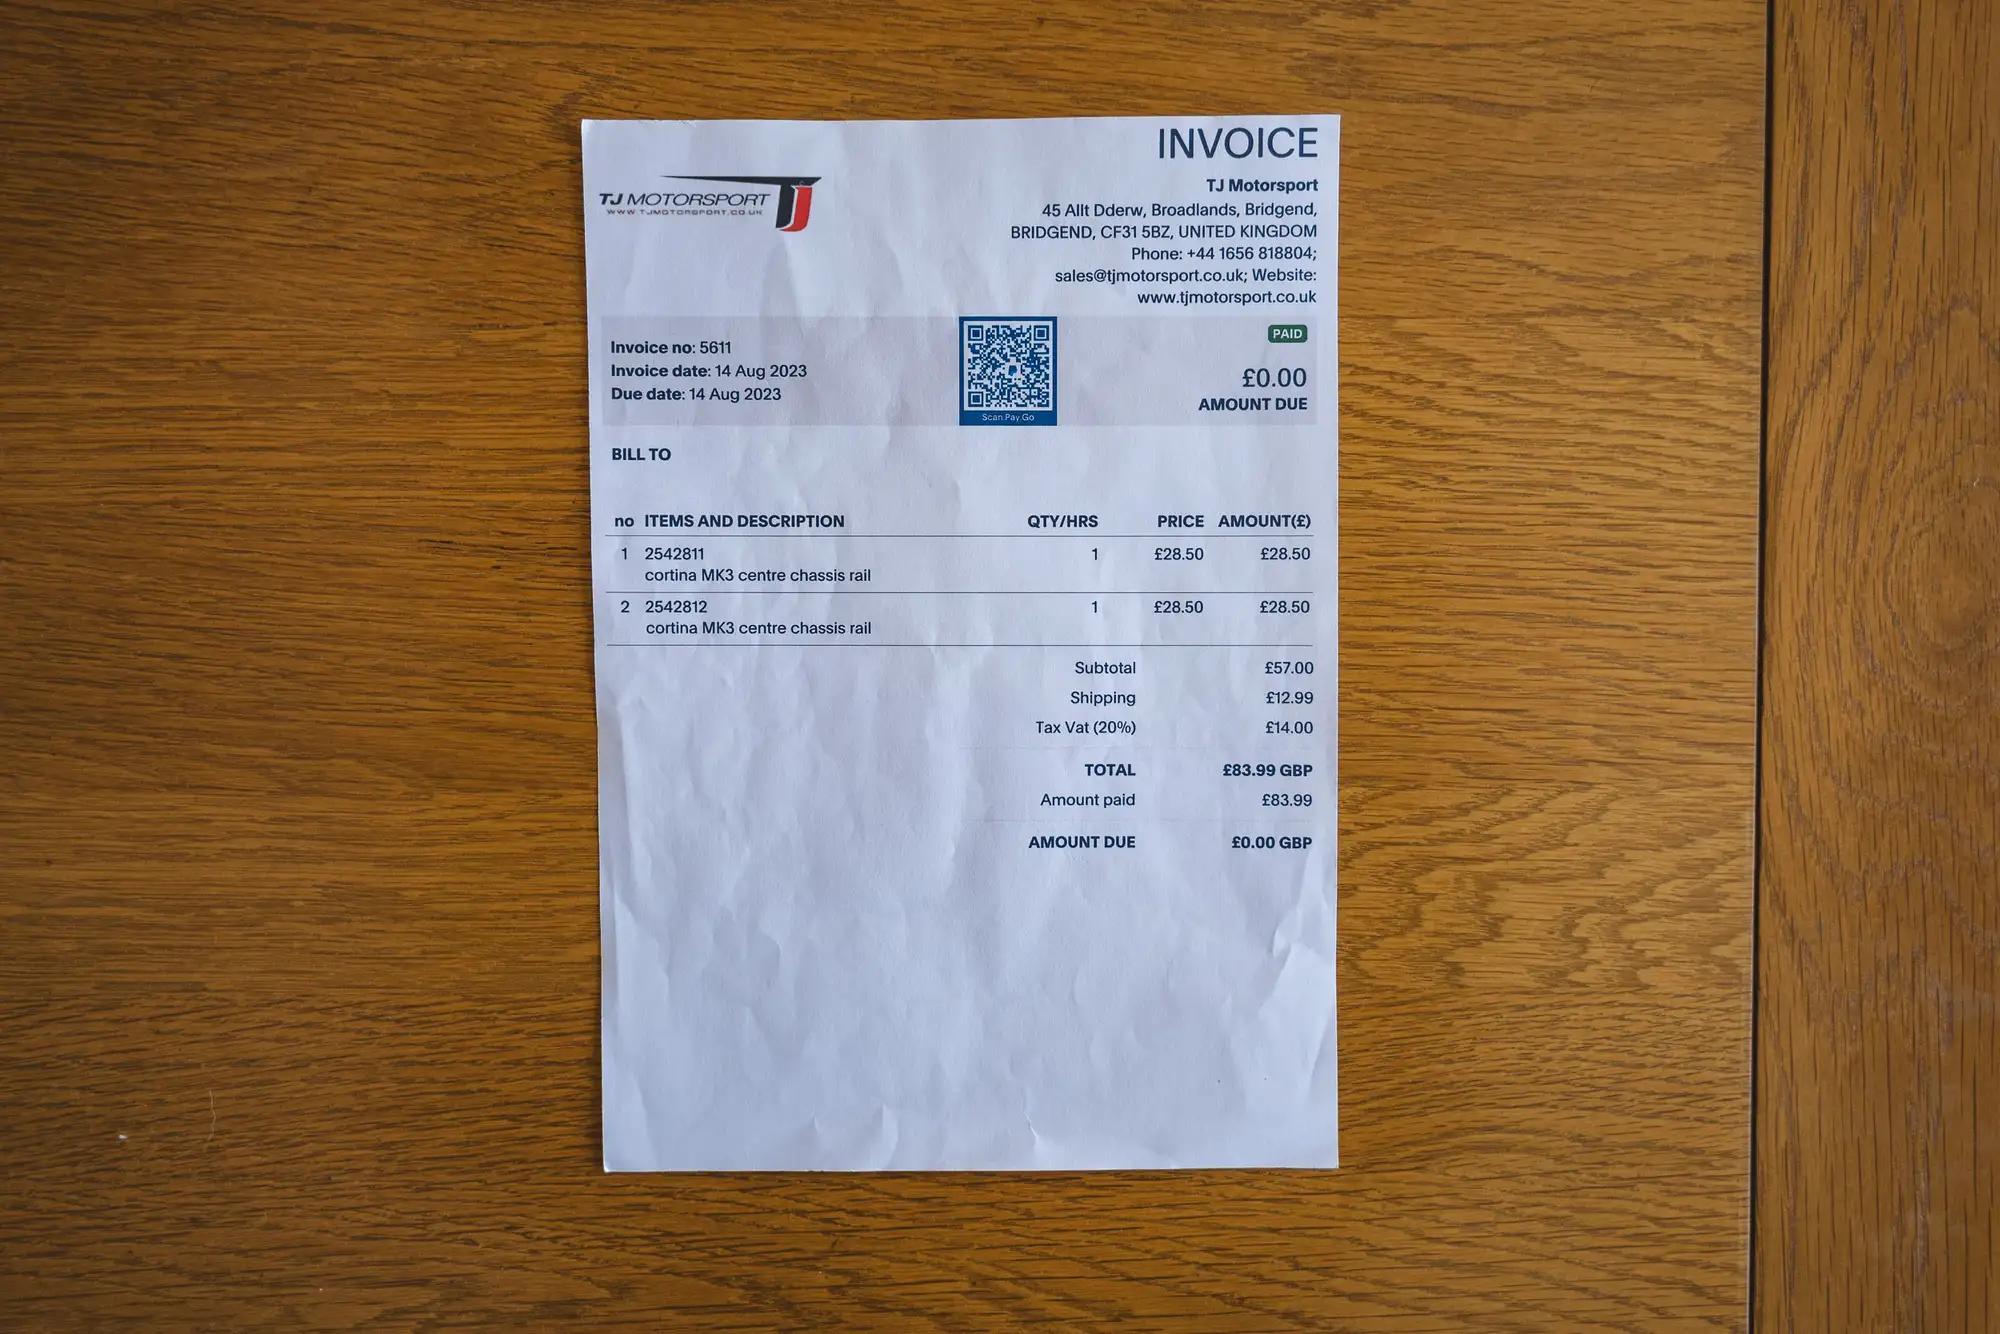 INVOICE
TJ MOTORSPORT TJ
WWW TJMOTORSPORT.CO.UK
TJ Motorsport
45 Allt Dderw, Broadlands, Bridgend,
BRIDGEND, CF31 5BZ, UNITED KINGDOM
Phone: +44 1656 818804;
sales@tjmotorsport.co.uk; Website:
www.tjmotorsport.co.uk
Invoice no: 5611
Invoice date: 14 Aug 2023
Due date: 14 Aug 2023
Scan.Pay.Go
PAID
£0.00
AMOUNT DUE
BILL TO
no ITEMS AND DESCRIPTION QTY/HRS PRICE AMOUNT(£)
1 2542811 1 £28.50 £28.50
cortina MK3 centre chassis rail
2 2542812 1 £28.50 £28.50
cortina MK3 centre chassis rail
Subtotal £57.00
Shipping £12.99
Tax Vat (20%) £14.00
TOTAL £83.99 GBP
Amount paid £83.99
AMOUNT DUE £0.00 GBP